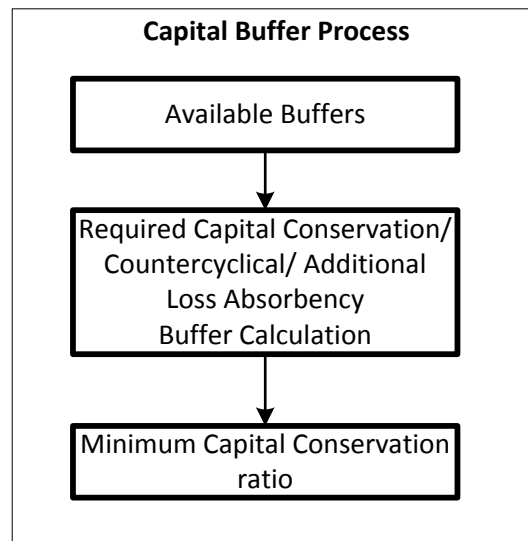 Capital Buffer Process
Available Buffers
Required Capital Conservation/
Countercyclical/ Additional
Loss Absorbency
Buffer Calculation
Minimum Capital Conservation
ratio